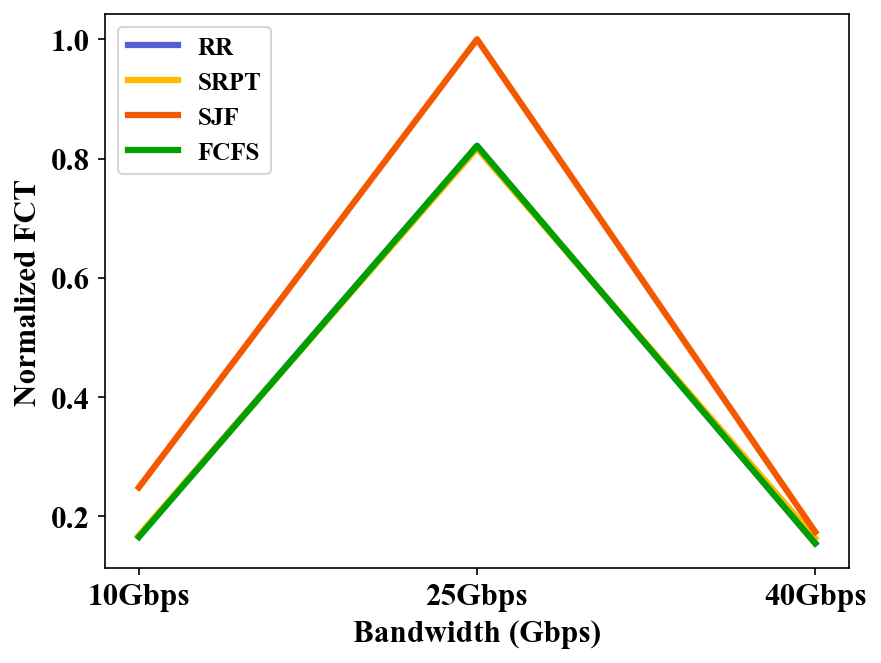 RR
SRPT
SJF
FCFS
Normalized FCT
1.0
0.8
0.6
0.4
0.2
10Gbps 25Gbps 40Gbps
Bandwidth (Gbps)